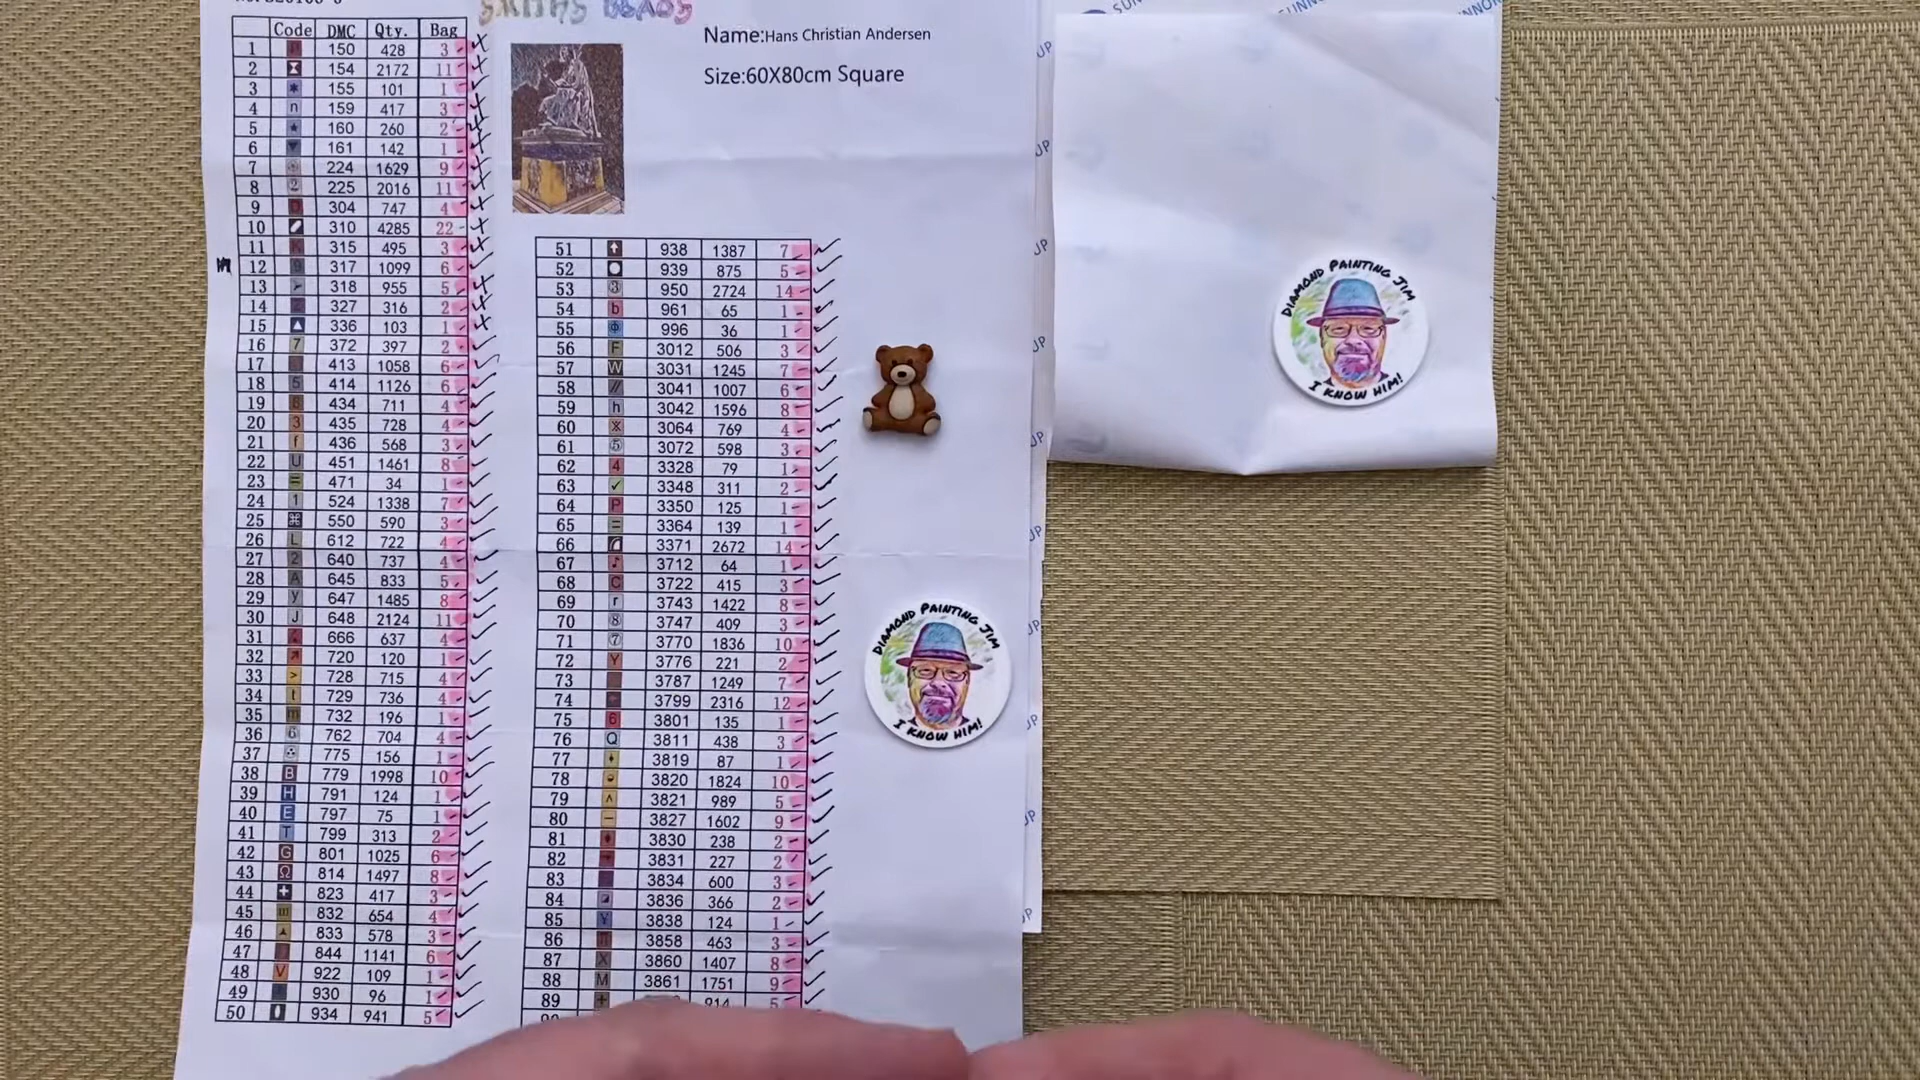 SMITHS BEADS
Name:Hans Christian Andersen
Size:60X80cm Square
Code DMC Qty. Bag
1 150 428 3
2 154 2172 11
3 155 101 1
4 n 159 417 3
5 160 260 2
6 161 142 1
7 224 1629 9
8 2 225 2016 11
9 304 747 4
10 310 4285 22
11 K 315 495 3
12 9 317 1099 6
13 318 955 5
14 Z 327 316 2
15 336 103 1
16 7 372 397 2
17 413 1058 6
18 5 414 1126 6
19 8 434 711 4
20 3 435 728 4
21 f 436 568 3
22 U 451 1461 8
23 = 471 34 1
24 1 524 1338 7
25 ⌘ 550 590 3
26 L 612 722 4
27 2 640 737 4
28 A 645 833 5
29 y 647 1485 8
30 J 648 2124 11
31 666 637 4
32 720 120 1
33 > 728 715 4
34 t 729 736 4
35 m 732 196 1
36 6 762 704 4
37 775 156 1
38 B 779 1998 10
39 H 791 124 1
40 E 797 75 1
41 T 799 313 2
42 G 801 1025 6
43 Ω 814 1497 8
44 + 823 417 3
45 832 654 4
46 ▲ 833 578 3
47 844 1141 6
48 V 922 109 1
49 930 96 1
50 934 941 5
51 938 1387 7
52 939 875 5
53 ③ 950 2724 14
54 b 961 65 1
55 Φ 996 36 1
56 F 3012 506 3
57 W 3031 1245 7
58 // 3041 1007 6
59 h 3042 1596 8
60 3064 769 4
61 ⑤ 3072 598 3
62 4 3328 79 1
63 ✓ 3348 311 2
64 P 3350 125 1
65 = 3364 139 1
66 3371 2672 14
67 ♪ 3712 64 1
68 C 3722 415 3
69 r 3743 1422 8
70 ⑧ 3747 409 3
71 ⑦ 3770 1836 10
72 Y 3776 221 2
73 3787 1249 7
74 3799 2316 12
75 6 3801 135 1
76 Q 3811 438 3
77 3819 87 1
78 3820 1824 10
79 ^ 3821 989 5
80 − 3827 1602 9
81 3830 238 2
82 3831 227 2
83 3834 600 3
84 3836 366 2
85 ¥ 3838 124 1
86 3858 463 3
87 X 3860 1407 8
88 M 3861 1751 9
89 + 914 5
DIAMOND PAINTING JIM
I KNOW HIM!
DIAMOND PAINTING JIM
I KNOW HIM!